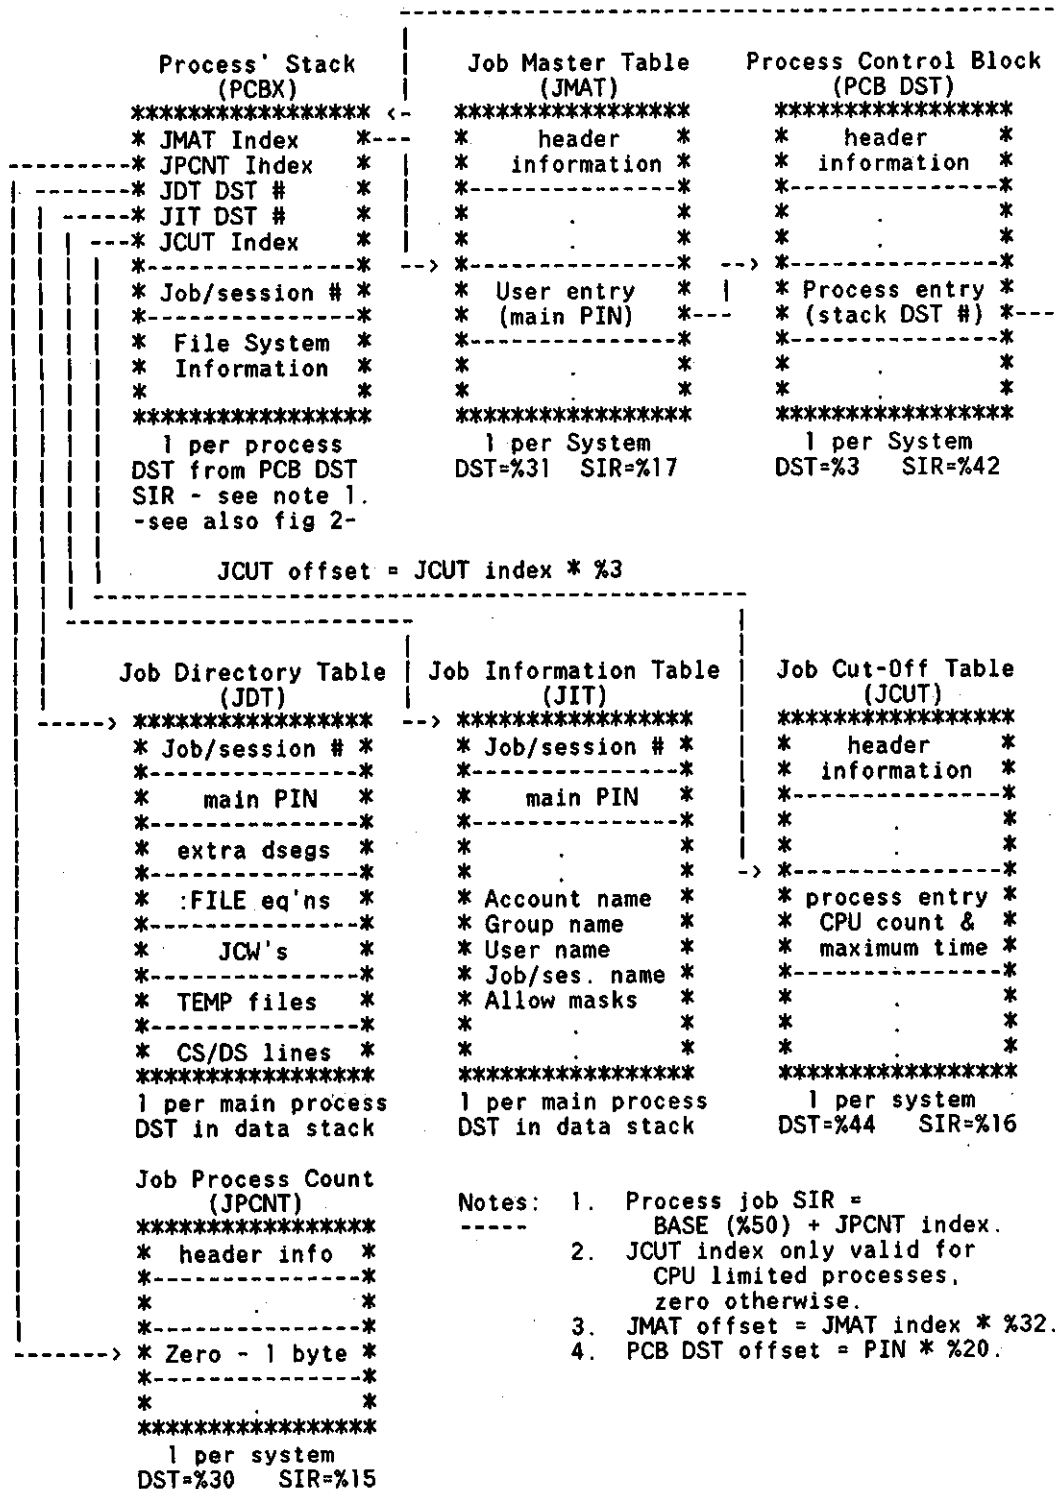 Process' Stack
(PCBX)
* JMAT Index *
* JPCNT Index *
* JDT DST # *
* JIT DST # *
* JCUT Index *
* Job/session # *
* File System *
* Information *
1 per process
DST from PCB DST
SIR - see note 1.
-see also fig 2-
Job Master Table
(JMAT)
* header *
information *
* . *
* . *
* User entry *
* (main PIN) *
* . *
* . *
1 per System
DST=%31 SIR=%17
Process Control Block
(PCB DST)
* header *
* information *
* . *
* . *
* Process entry *
* (stack DST #) *
* . *
* . *
1 per System
DST=%3 SIR=%42
JCUT offset = JCUT index * %3
Job Directory Table
(JDT)
* Job/session # *
* main PIN *
* extra dsegs *
* :FILE eq'ns *
* JCW's *
* TEMP files *
* CS/DS lines *
1 per main process
DST in data stack
Job Information Table
(JIT)
* Job/session # *
* main PIN *
* . *
* . *
* Account name *
* Group name *
* User name *
* Job/ses. name *
* Allow masks *
* . *
* . *
1 per main process
DST in data stack
Job Cut-Off Table
(JCUT)
* header *
* information *
* . *
* . *
* process entry *
* CPU count & *
* maximum time *
* . *
* . *
* . *
1 per system
DST=%44 SIR=%16
Job Process Count
(JPCNT)
* header info *
* . *
* Zero - 1 byte *
* . *
1 per system
DST=%30 SIR=%15
Notes: 1. Process job SIR =
BASE (%50) + JPCNT index.
2. JCUT index only valid for
CPU limited processes,
zero otherwise.
3. JMAT offset = JMAT index * %32.
4. PCB DST offset = PIN * %20.